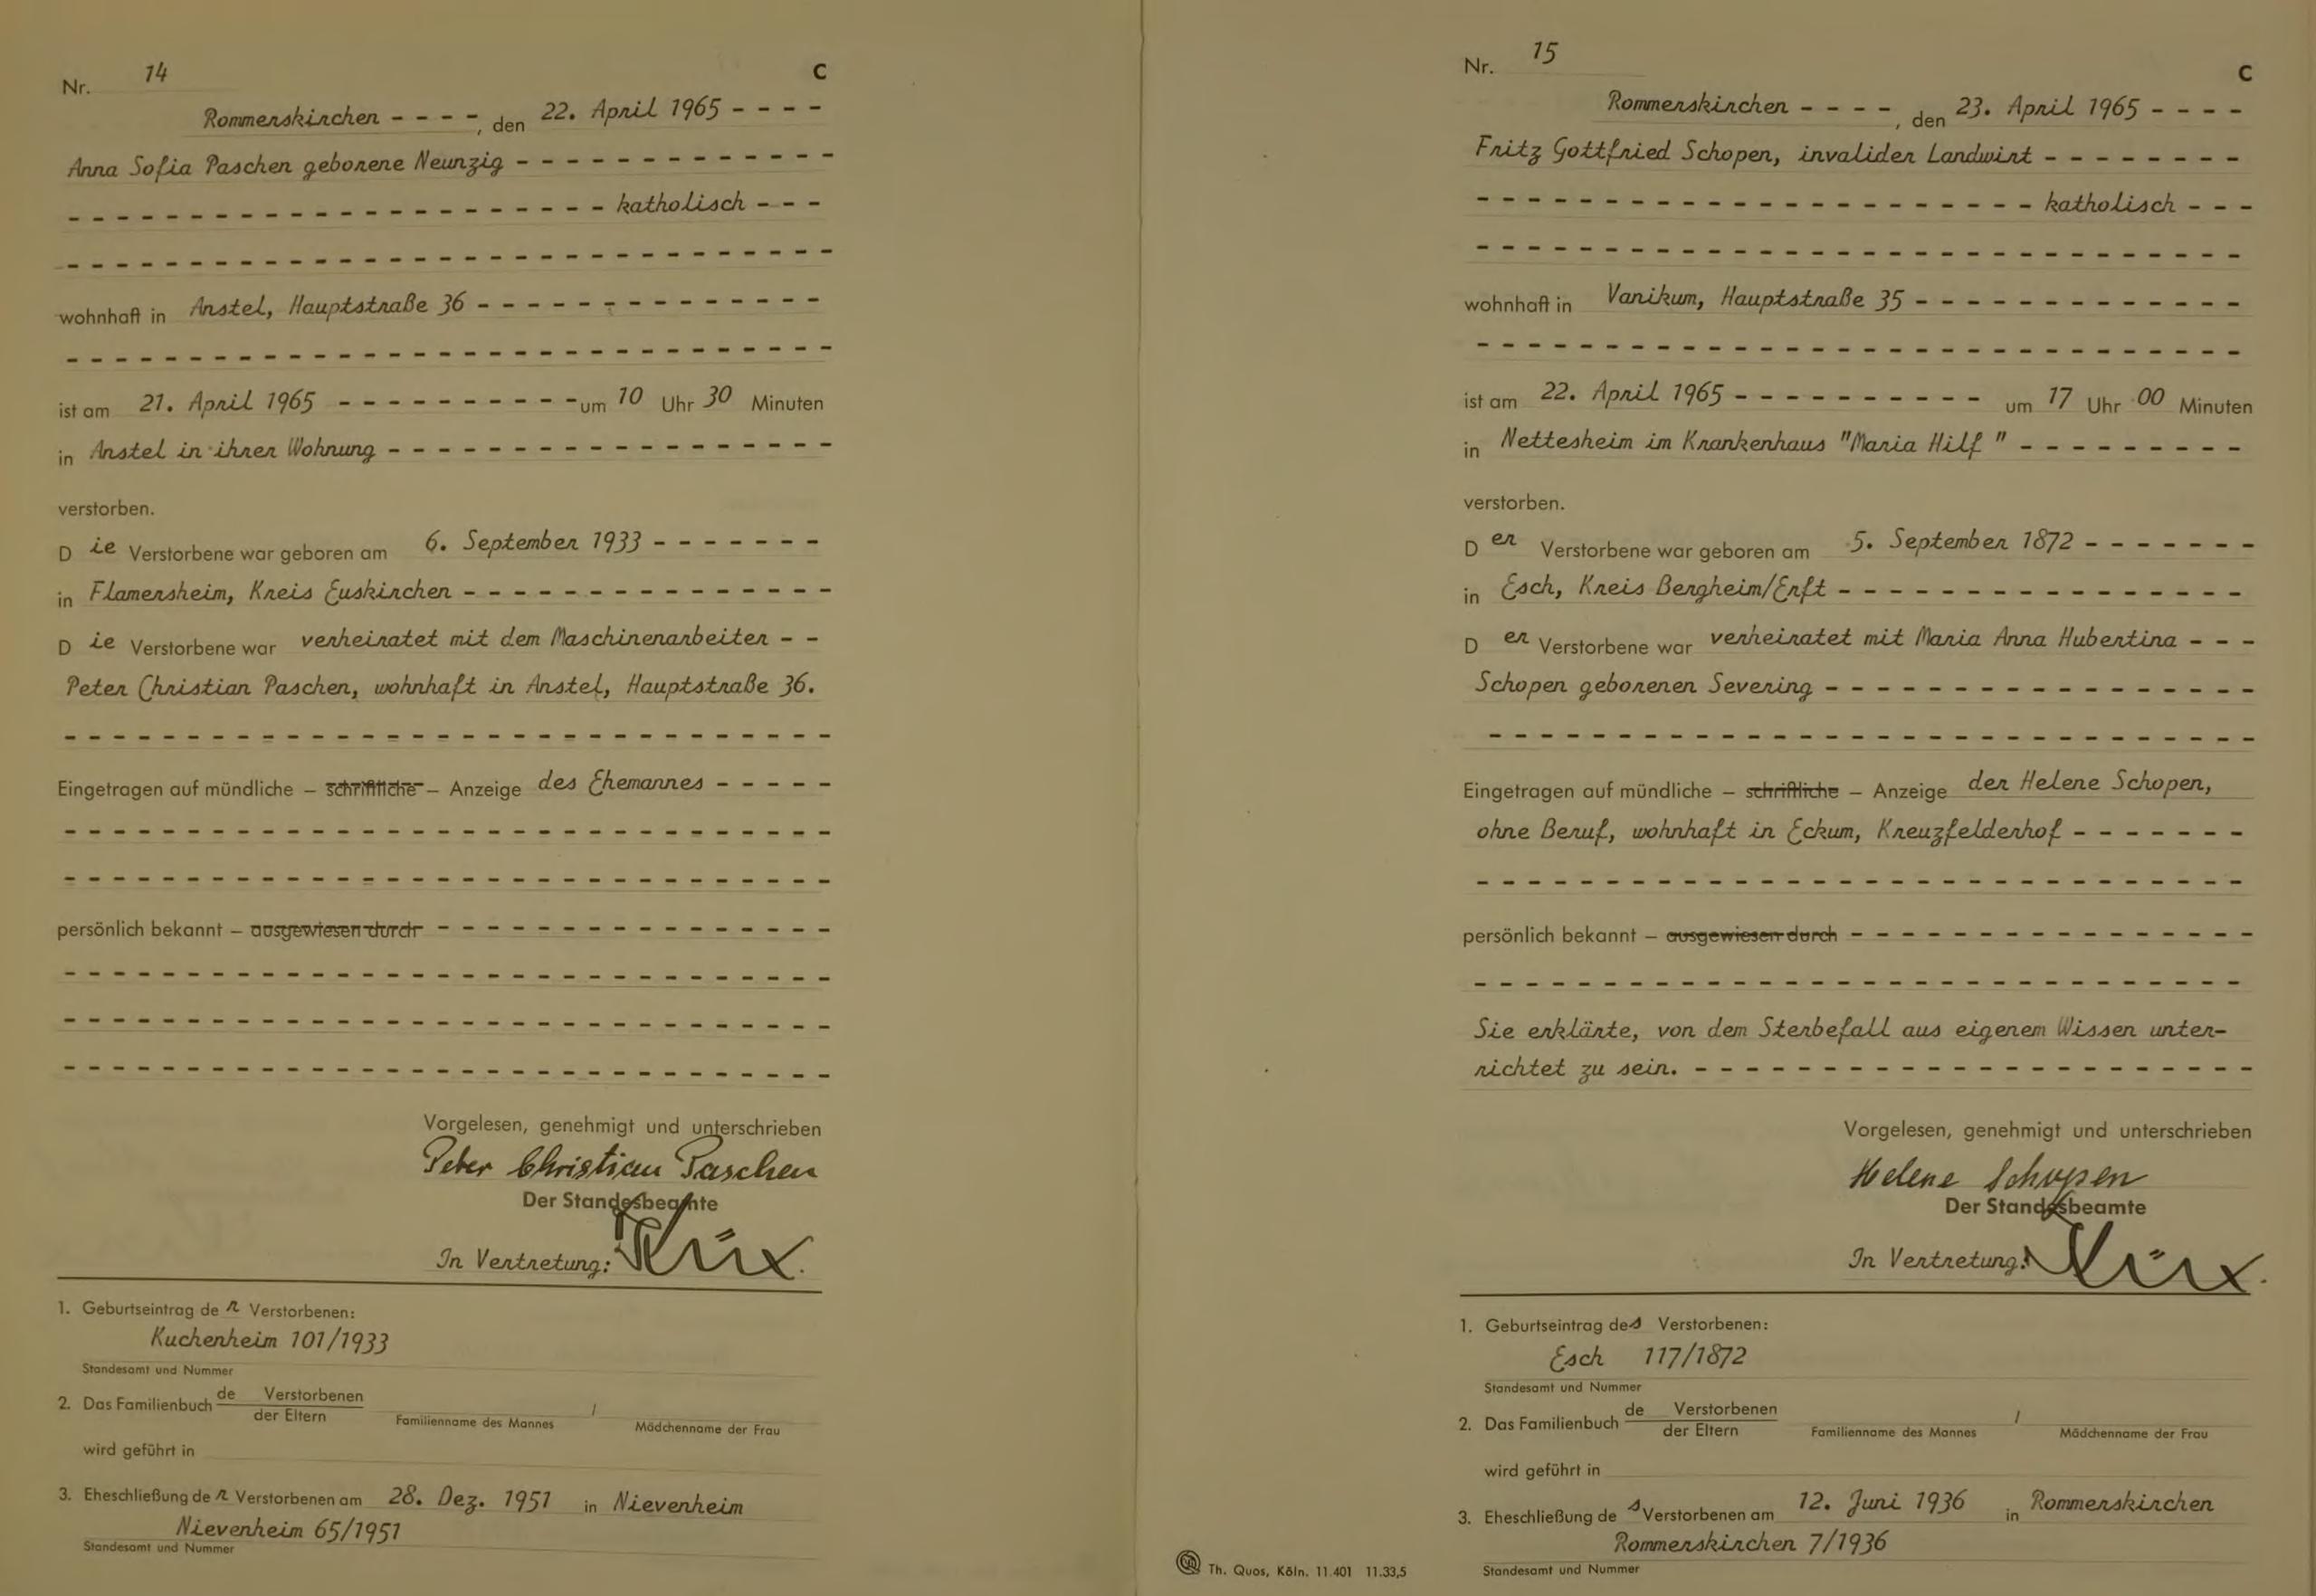 Nr. 14 C
Rommerskirchen - - - -, den 22. April 1965 - - - -
Anna Sofia Paschen geborene Neunzig - - - - - - - - - - - - -
- - - - - - - - - - - - - - - - - - - - - - katholisch - - -
- - - - - - - - - - - - - - - - - - - - - - - - - - - - - - -
wohnhaft in Anstel, Hauptstraße 36 - - - - - - - - - - - - - -
- - - - - - - - - - - - - - - - - - - - - - - - - - - - - - -
ist am 21. April 1965 - - - - - - - - - - um 10 Uhr 30 Minuten
in Anstel in ihrer Wohnung - - - - - - - - - - - - - - - - - -
verstorben.
D ie Verstorbene war geboren am 6. September 1933 - - - - - - -
in Flamersheim, Kreis Euskirchen - - - - - - - - - - - - - - -
D ie Verstorbene war verheiratet mit dem Maschinenarbeiter - -
Peter Christian Paschen, wohnhaft in Anstel, Hauptstraße 36.
- - - - - - - - - - - - - - - - - - - - - - - - - - - - - - -
Eingetragen auf mündliche – schriftliche – Anzeige des Ehemannes - - - - -
- - - - - - - - - - - - - - - - - - - - - - - - - - - - - - -
- - - - - - - - - - - - - - - - - - - - - - - - - - - - - - -
persönlich bekannt – ausgewiesen durch - - - - - - - - - - - - - - - -
- - - - - - - - - - - - - - - - - - - - - - - - - - - - - - -
- - - - - - - - - - - - - - - - - - - - - - - - - - - - - - -
- - - - - - - - - - - - - - - - - - - - - - - - - - - - - - -
Vorgelesen, genehmigt und unterschrieben
Peter Christian Paschen
Der Standesbeamte
In Vertretung:
1. Geburtseintrag de r Verstorbenen:
Kuchenheim 101/1933
Standesamt und Nummer
2. Das Familienbuch de Verstorbenen
der Eltern
Familienname des Mannes / Mädchenname der Frau
wird geführt in
3. Eheschließung de r Verstorbenen am 28. Dez. 1951 in Nievenheim
Nievenheim 65/1951
Standesamt und Nummer
Nr. 15 C
Rommerskirchen - - - -, den 23. April 1965 - - - -
Fritz Gottfried Schopen, invalider Landwirt - - - - - - - -
- - - - - - - - - - - - - - - - - - - - - - katholisch - - -
- - - - - - - - - - - - - - - - - - - - - - - - - - - - - -
wohnhaft in Vanikum, Hauptstraße 35 - - - - - - - - - - - - -
- - - - - - - - - - - - - - - - - - - - - - - - - - - - - -
ist am 22. April 1965 - - - - - - - - - - um 17 Uhr 00 Minuten
in Nettesheim im Krankenhaus "Maria Hilf " - - - - - - - - -
verstorben.
D er Verstorbene war geboren am 5. September 1872 - - - - - - -
in Esch, Kreis Bergheim/Erft - - - - - - - - - - - - - - - -
D er Verstorbene war verheiratet mit Maria Anna Hubertina - - -
Schopen geborenen Severing - - - - - - - - - - - - - - - - -
- - - - - - - - - - - - - - - - - - - - - - - - - - - - - -
Eingetragen auf mündliche – schriftliche – Anzeige der Helene Schopen,
ohne Beruf, wohnhaft in Eckum, Kreuzfelderhof - - - - - - -
- - - - - - - - - - - - - - - - - - - - - - - - - - - - - -
persönlich bekannt – ausgewiesen durch - - - - - - - - - - - - - - - -
- - - - - - - - - - - - - - - - - - - - - - - - - - - - - -
Sie erklärte, von dem Sterbefall aus eigenem Wissen unter-
richtet zu sein. - - - - - - - - - - - - - - - - - - - - - -
Vorgelesen, genehmigt und unterschrieben
Helene Schopen
Der Standesbeamte
In Vertretung:
1. Geburtseintrag des Verstorbenen:
Esch 117/1872
Standesamt und Nummer
2. Das Familienbuch de Verstorbenen
der Eltern
Familienname des Mannes / Mädchenname der Frau
wird geführt in
3. Eheschließung de s Verstorbenen am 12. Juni 1936 in Rommerskirchen
Rommerskirchen 7/1936
Standesamt und Nummer
Th. Quos, Köln. 11.401 11.33,5